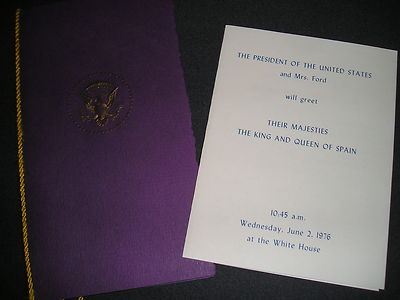 THE PRESIDENT OF THE UNITED STATES
and Mrs. Ford
will greet
THEIR MAJESTIES
THE KING AND QUEEN OF SPAIN
10:45 a.m.
Wednesday, June 2, 1976
at the White House